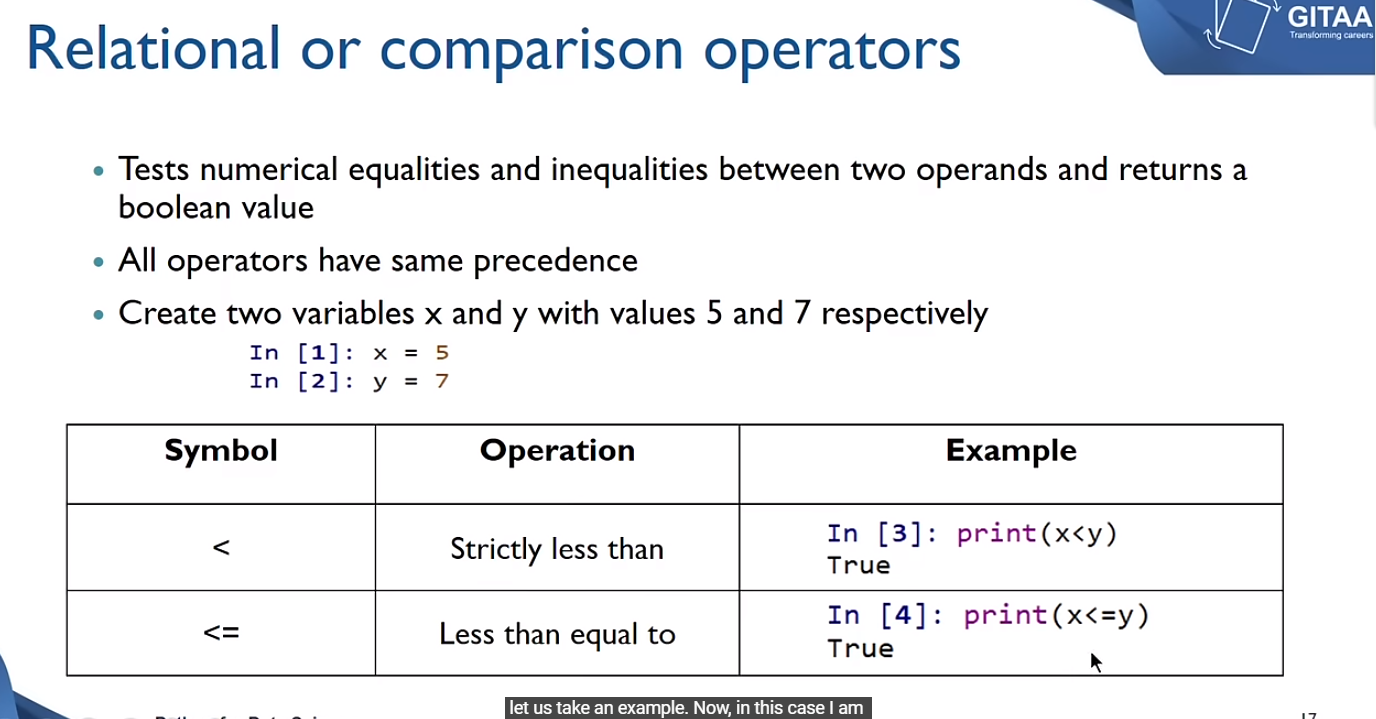 GITAA
Transforming careers
Relational or comparison operators
• Tests numerical equalities and inequalities between two operands and returns a
boolean value
• All operators have same precedence
• Create two variables x and y with values 5 and 7 respectively
In [1]: x = 5
In [2]: y = 7
Symbol Operation Example
< Strictly less than In [3]: print(x<y)
True
<= Less than equal to In [4]: print(x<=y)
True
let us take an example. Now, in this case I am
17